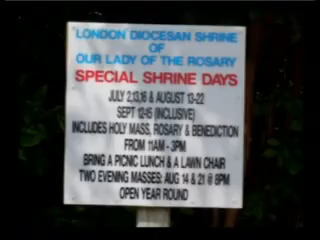 LONDON DIOCESAN SHRINE
OF
OUR LADY OF THE ROSARY
SPECIAL SHRINE DAYS
JULY 2,13,16 & AUGUST 13-22
SEPT 12-15 (INCLUSIVE)
INCLUDES HOLY MASS, ROSARY & BENEDICTION
FROM 11AM - 3PM
BRING A PICNIC LUNCH & A LAWN CHAIR
TWO EVENING MASSES: AUG 14 & 21 @ 8PM
OPEN YEAR ROUND